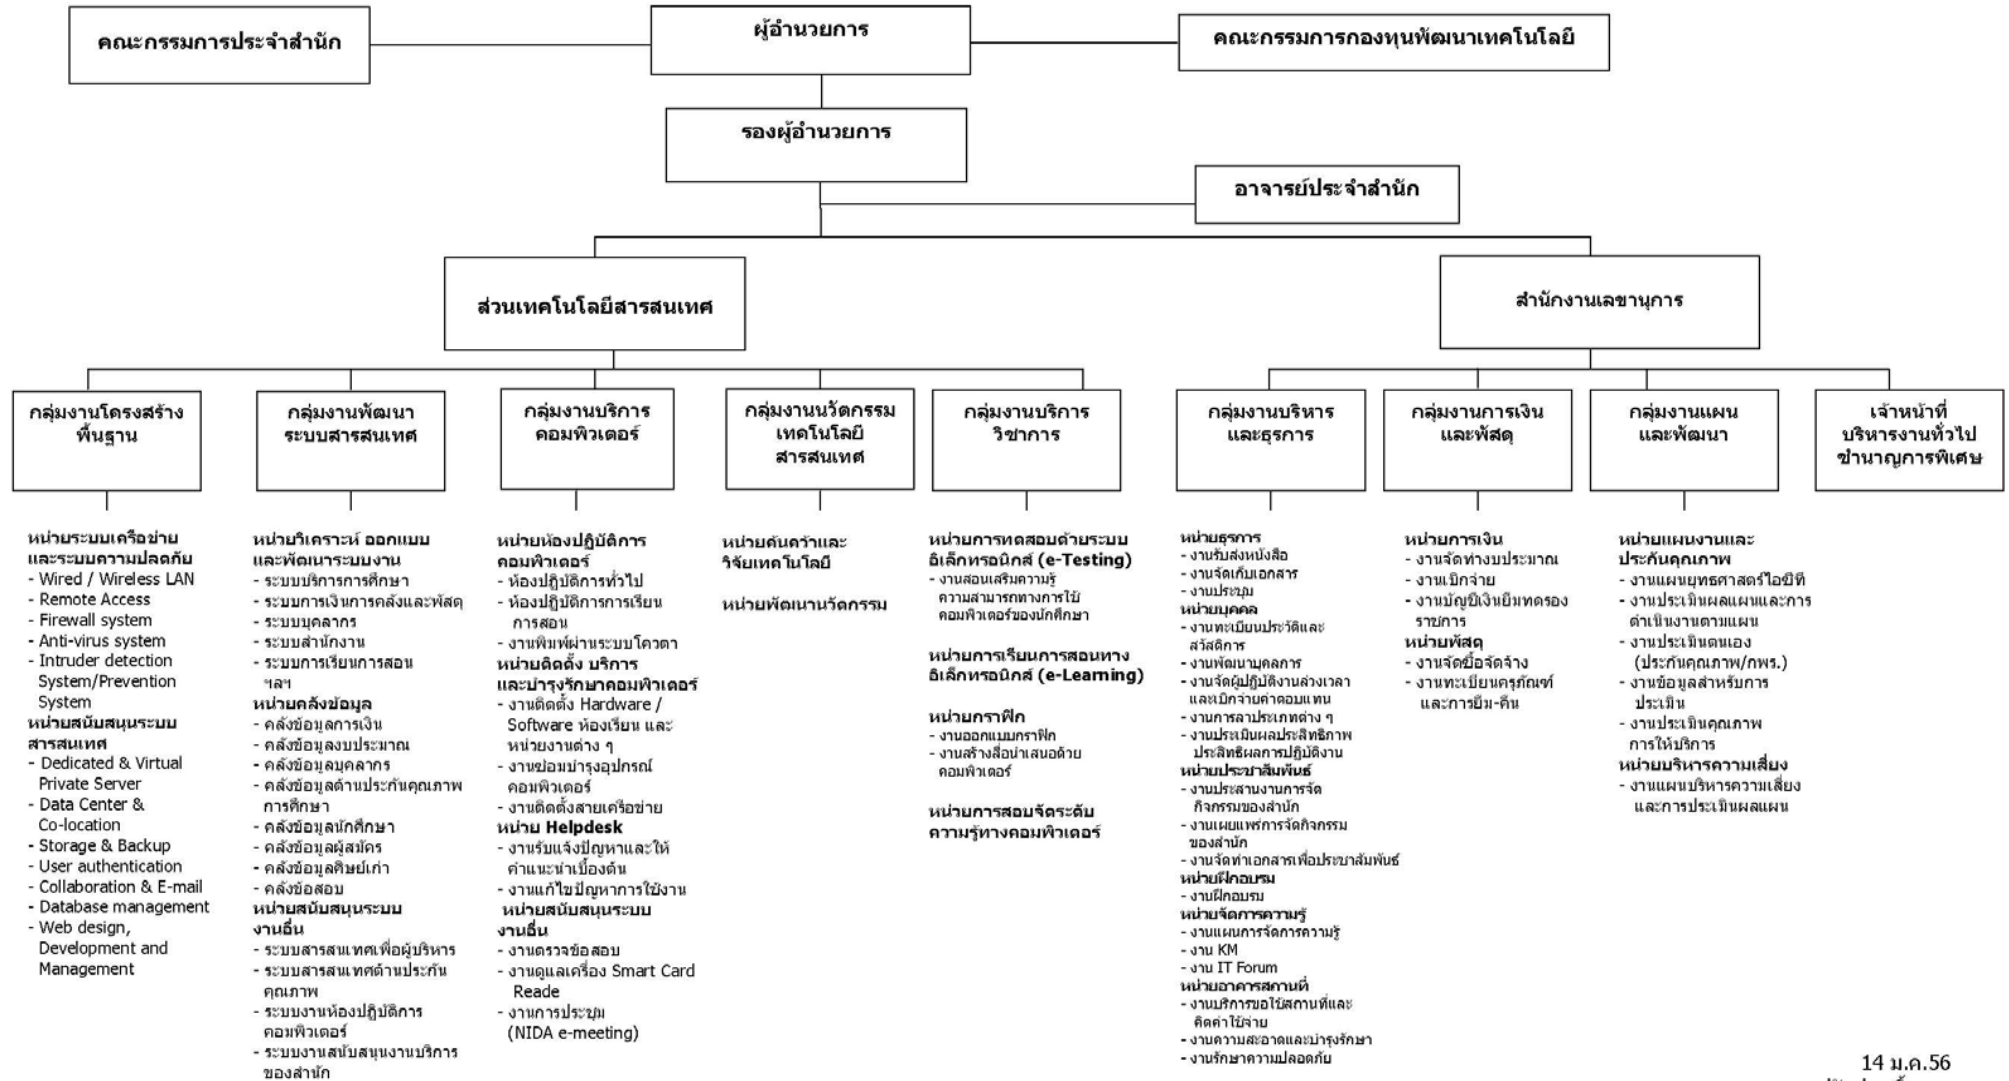 คณะกรรมการประจำสำนัก
ผู้อำนวยการ
คณะกรรมการกองทุนพัฒนาเทคโนโลยี
รองผู้อำนวยการ
อาจารย์ประจำสำนัก
ส่วนเทคโนโลยีสารสนเทศ
สำนักงานเลขานุการ
กลุ่มงานโครงสร้าง
พื้นฐาน
หน่วยระบบเครือข่าย
และระบบความปลดภัย
- Wired / Wireless LAN
- Remote Access
- Firewall system
- Anti-virus system
- Intruder detection
System/Prevention
System
หน่วยสนับสนุนระบบ
สารสนเทศ
- Dedicated & Virtual
Private Server
- Data Center &
Co-location
- Storage & Backup
- User authentication
- Collaboration & E-mail
- Database management
- Web design,
Development and
Management
กลุ่มงานพัฒนา
ระบบสารสนเทศ
หน่วยวิเคราะห์ ออกแบบ
และพัฒนาระบบงาน
- ระบบบริการการศึกษา
- ระบบการเงินการคลังและพัสดุ
- ระบบบุคลากร
- ระบบสำนักงาน
- ระบบการเรียนการสอน
ฯลฯ
หน่วยคลังข้อมูล
- คลังข้อมูลการเงิน
- คลังข้อมูลงบประมาณ
- คลังข้อมูลบุคลากร
- คลังข้อมูลด้านประกันคุณภาพ
การศึกษา
- คลังข้อมูลนักศึกษา
- คลังข้อมูลผู้สมัคร
- คลังข้อมูลศิษย์เก่า
- คลังข้อสอบ
หน่วยสนับสนุนระบบ
งานอื่น
- ระบบสารสนเทศเพื่อผู้บริหาร
- ระบบสารสนเทศด้านประกัน
คุณภาพ
- ระบบงานห้องปฏิบัติการ
คอมพิวเตอร์
- ระบบงานสนับสนุนงานบริการ
ของสำนัก
กลุ่มงานบริการ
คอมพิวเตอร์
หน่วยห้องปฏิบัติการ
คอมพิวเตอร์
- ห้องปฏิบัติการทั่วไป
- ห้องปฏิบัติการการเรียน
การสอน
- งานพิมพ์ผ่านระบบโควตา
หน่วยติดตั้ง บริการ
และบำรุงรักษาคอมพิวเตอร์
- งานติดตั้ง Hardware /
Software ห้องเรียน และ
หน่วยงานต่าง ๆ
- งานซ่อมบำรุงอุปกรณ์
คอมพิวเตอร์
- งานติดตั้งสายเครือข่าย
หน่วย Helpdesk
- งานรับแจ้งปัญหาและให้
คำแนะนำเบื้องต้น
- งานแก้ไขปัญหาการใช้งาน
หน่วยสนับสนุนระบบ
งานอื่น
- งานตรวจข้อสอบ
- งานดูแลเครื่อง Smart Card
Reade
- งานการประชุม
(NIDA e-meeting)
กลุ่มงานนวัตกรรม
เทคโนโลยี
สารสนเทศ
หน่วยค้นคว้าและ
วิจัยเทคโนโลยี
หน่วยพัฒนานวัตกรรม
กลุ่มงานบริการ
วิชาการ
หน่วยการทดสอบด้วยระบบ
อิเล็กทรอนิกส์ (e-Testing)
- งานสอนเสริมความรู้
ความสามารถทางการใช้
คอมพิวเตอร์ของนักศึกษา
หน่วยการเรียนการสอนทาง
อิเล็กทรอนิกส์ (e-Learning)
หน่วยกราฟิก
- งานออกแบบกราฟิก
- งานสร้างสื่อนำเสนอด้วย
คอมพิวเตอร์
หน่วยการสอบจัดระดับ
ความรู้ทางคอมพิวเตอร์
กลุ่มงานบริหาร
และธุรการ
หน่วยธุรการ
- งานรับส่งหนังสือ
- งานจัดเก็บเอกสาร
- งานประชุม
หน่วยบุคคล
- งานทะเบียนประวัติและ
สวัสดิการ
- งานพัฒนาบุคลการ
- งานจัดผู้ปฏิบัติงานล่วงเวลา
และเบิกจ่ายค่าตอบแทน
- งานการลาประเภทต่าง ๆ
- งานประเมินผลประสิทธิภาพ
ประสิทธิผลการปฏิบัติงาน
หน่วยประชาสัมพันธ์
- งานประสานงานการจัด
กิจกรรมของสำนัก
- งานเผยแพร่การจัดกิจกรรม
ของสำนัก
- งานจัดทำเอกสารเพื่อประชาสัมพันธ์
หน่วยฝึกอบรม
- งานฝึกอบรม
หน่วยจัดการความรู้
- งานแผนการจัดการความรู้
- งาน KM
- งาน IT Forum
หน่วยอาคารสถานที่
- งานบริการขอใช้สถานที่และ
คิดค่าใช้จ่าย
- งานความสะอาดและบำรุงรักษา
- งานรักษาความปลอดภัย
กลุ่มงานการเงิน
และพัสดุ
หน่วยการเงิน
- งานจัดทำงบประมาณ
- งานเบิกจ่าย
- งานบัญชีเงินยืมทดรอง
ราชการ
หน่วยพัสดุ
- งานจัดซื้อจัดจ้าง
- งานทะเบียนครุภัณฑ์
และการยืม-คืน
กลุ่มงานแผน
และพัฒนา
หน่วยแผนงานและ
ประกันคุณภาพ
- งานแผนยุทธศาสตร์ไอซีที
- งานประเมินผลแผนและการ
ดำเนินงานตามแผน
- งานประเมินตนเอง
(ประกันคุณภาพ/กพร.)
- งานข้อมูลสำหรับการ
ประเมิน
- งานประเมินคุณภาพ
การให้บริการ
หน่วยบริหารความเสี่ยง
- งานแผนบริหารความเสี่ยง
และการประเมินผลแผน
เจ้าหน้าที่
บริหารงานทั่วไป
ชำนาญการพิเศษ
14 ม.ค.56